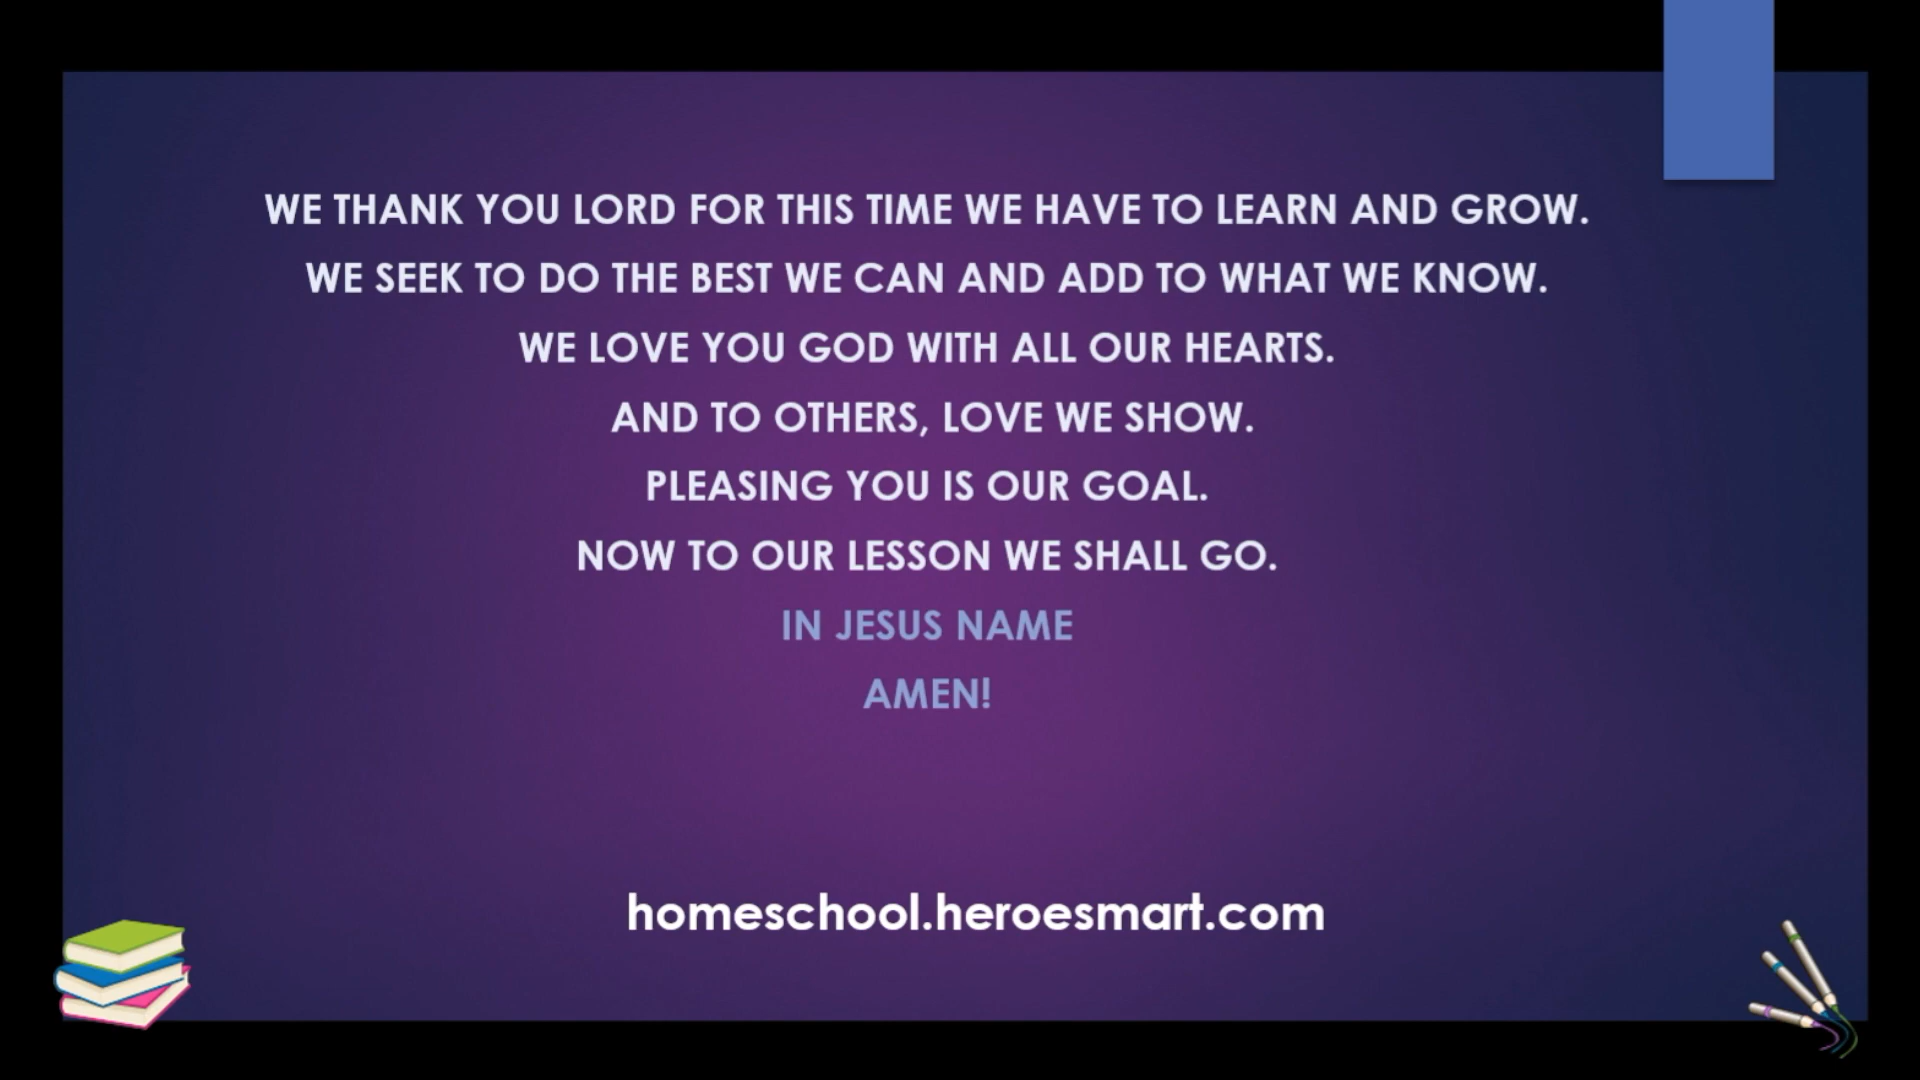 WE THANK YOU LORD FOR THIS TIME WE HAVE TO LEARN AND GROW.
WE SEEK TO DO THE BEST WE CAN AND ADD TO WHAT WE KNOW.
WE LOVE YOU GOD WITH ALL OUR HEARTS.
AND TO OTHERS, LOVE WE SHOW.
PLEASING YOU IS OUR GOAL.
NOW TO OUR LESSON WE SHALL GO.
IN JESUS NAME
AMEN!
homeschool.heroesmart.com